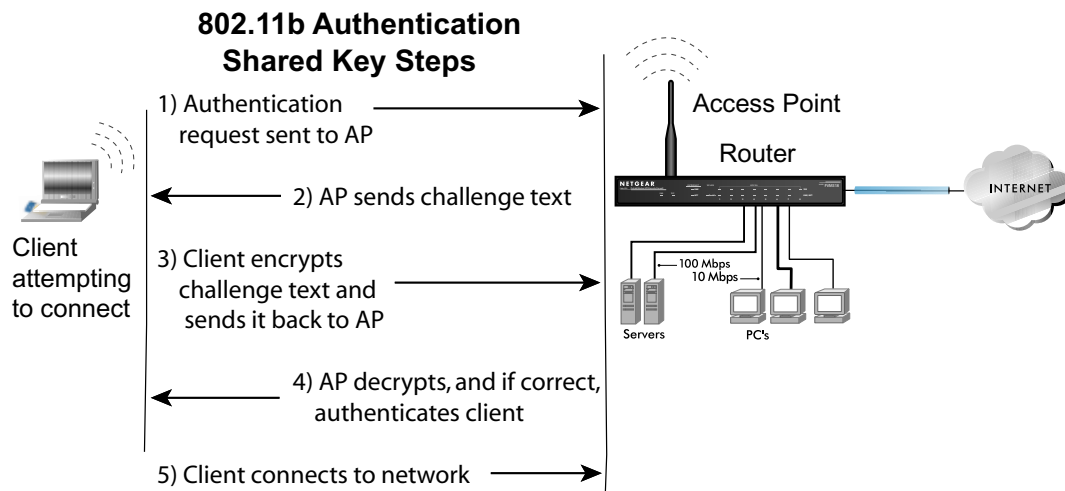 802.11b Authentication
Shared Key Steps
1) Authentication
request sent to AP
2) AP sends challenge text
3) Client encrypts
challenge text and
sends it back to AP
4) AP decrypts, and if correct,
authenticates client
5) Client connects to network
Client
attempting
to connect
Access Point
Router
NETGEAR
INTERNET
100 Mbps
10 Mbps
Servers
PC's